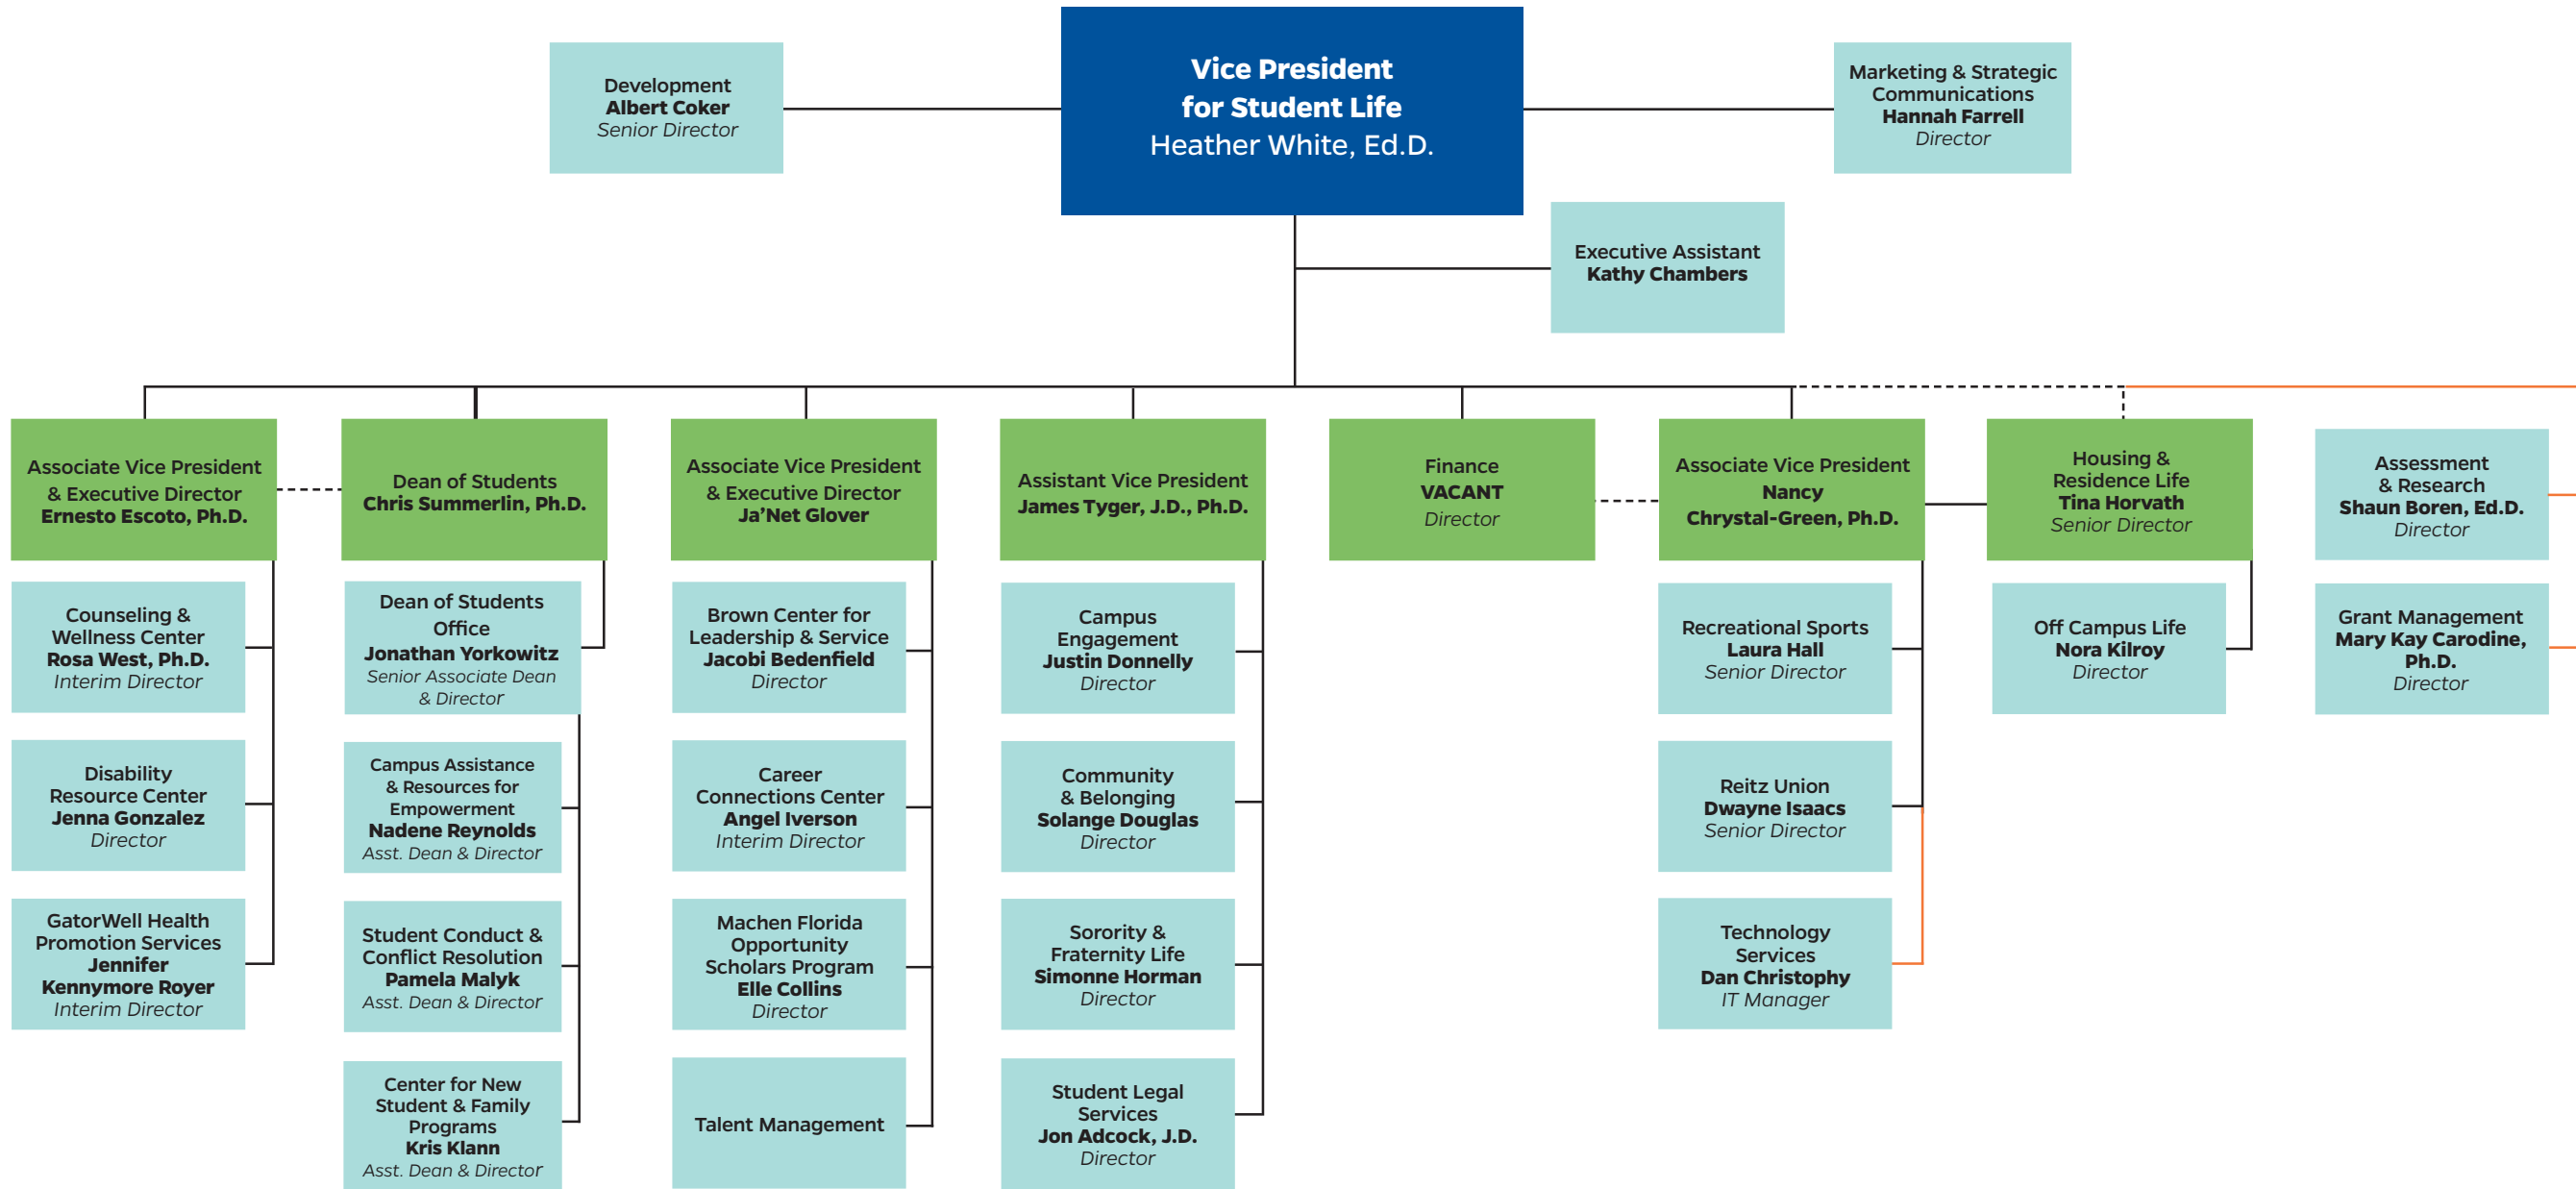 Vice President
for Student Life
Heather White, Ed.D.
Development
Albert Coker
Senior Director
Marketing & Strategic
Communications
Hannah Farrell
Director
Executive Assistant
Kathy Chambers
Associate Vice President
& Executive Director
Ernesto Escoto, Ph.D.
Dean of Students
Chris Summerlin, Ph.D.
Associate Vice President
& Executive Director
Ja’Net Glover
Assistant Vice President
James Tyger, J.D., Ph.D.
Finance
VACANT
Director
Associate Vice President
Nancy
Chrystal-Green, Ph.D.
Housing &
Residence Life
Tina Horvath
Senior Director
Assessment
& Research
Shaun Boren, Ed.D.
Director
Counseling &
Wellness Center
Rosa West, Ph.D.
Interim Director
Disability
Resource Center
Jenna Gonzalez
Director
GatorWell Health
Promotion Services
Jennifer
Kennymore Royer
Interim Director
Dean of Students
Office
Jonathan Yorkowitz
Senior Associate Dean
& Director
Campus Assistance
& Resources for
Empowerment
Nadene Reynolds
Asst. Dean & Director
Student Conduct &
Conflict Resolution
Pamela Malyk
Asst. Dean & Director
Center for New
Student & Family
Programs
Kris Klann
Asst. Dean & Director
Brown Center for
Leadership & Service
Jacobi Bedenfield
Director
Career
Connections Center
Angel Iverson
Interim Director
Machen Florida
Opportunity
Scholars Program
Elle Collins
Director
Talent Management
Campus
Engagement
Justin Donnelly
Director
Community
& Belonging
Solange Douglas
Director
Sorority &
Fraternity Life
Simonne Horman
Director
Student Legal
Services
Jon Adcock, J.D.
Director
Recreational Sports
Laura Hall
Senior Director
Reitz Union
Dwayne Isaacs
Senior Director
Technology
Services
Dan Christophy
IT Manager
Off Campus Life
Nora Kilroy
Director
Grant Management
Mary Kay Carodine,
Ph.D.
Director